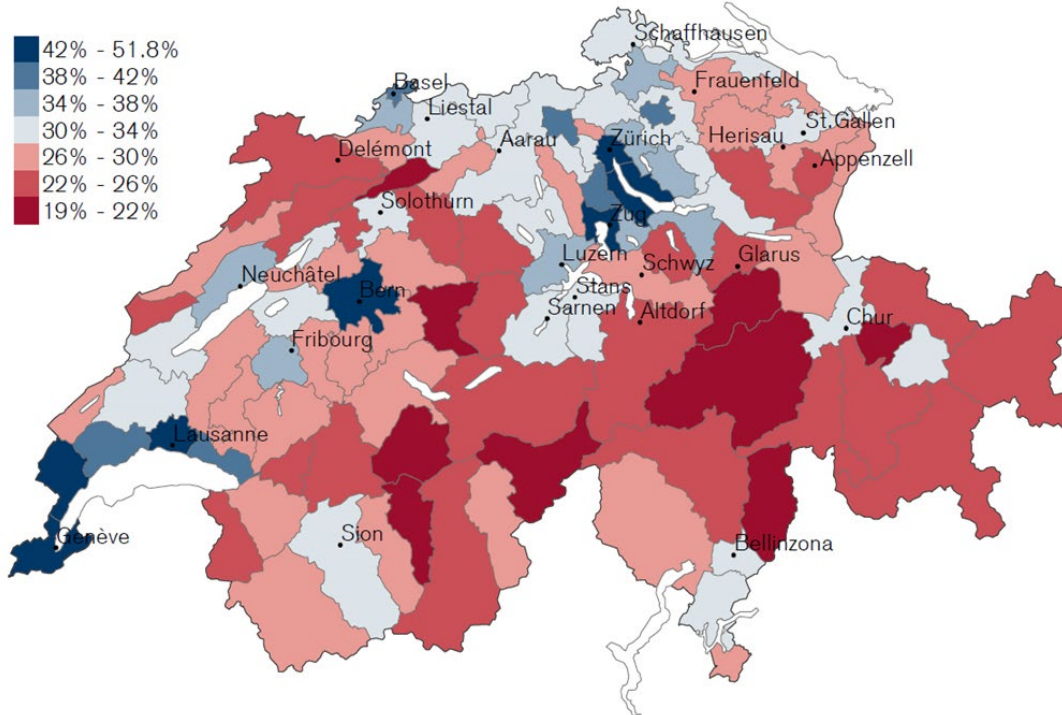 42% - 51.8%
38% - 42%
34% - 38%
30% - 34%
26% - 30%
22% - 26%
19% - 22%
Schaffhausen
Basel
Frauenfeld
Liestal
St.Gallen
Aarau
Zürich
Herisau
Delémont
Appenzell
Solothurn
Zug
Luzern
Glarus
Schwyz
Neuchâtel
Stans
Bern
Sarnen
Altdorf
Chur
Fribourg
Lausanne
Genève
Sion
Bellinzona